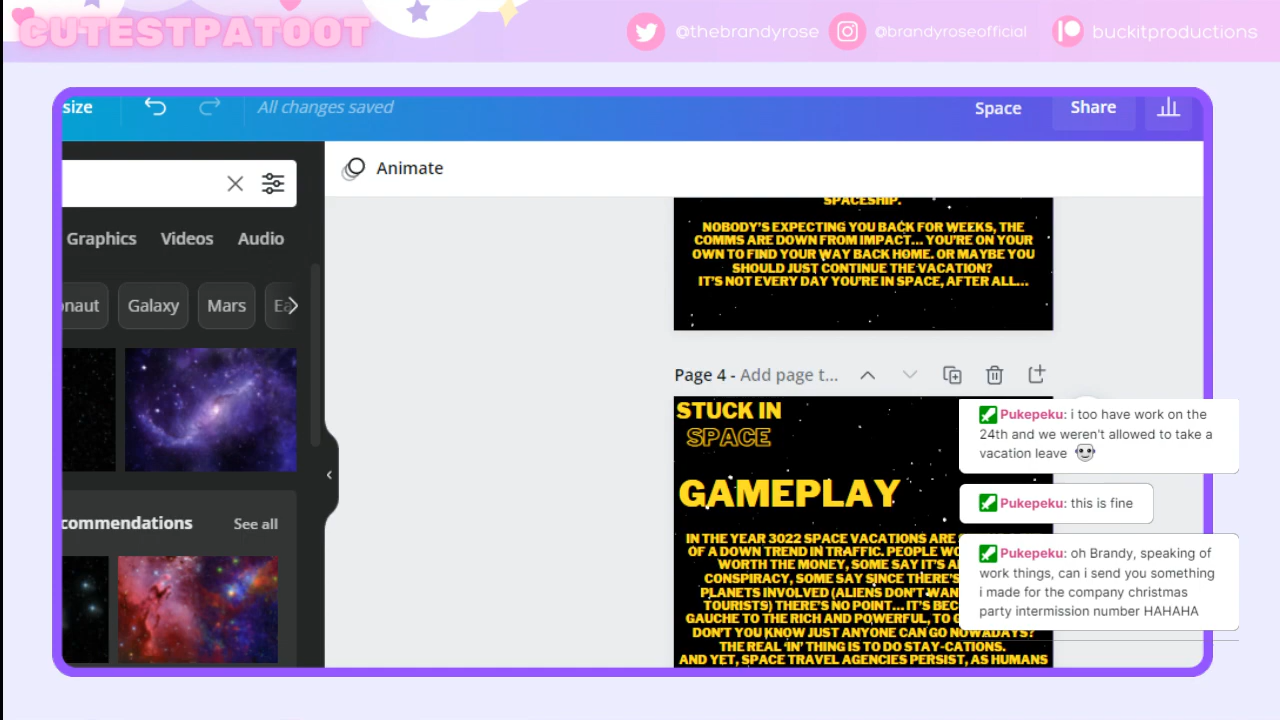 CUTESTPATOOT
@thebrandyrose
@brandyroseofficial
buckitproductions
size
All changes saved
Space
Share
Animate
Graphics
Videos
Audio
Galaxy
Mars
SPACESHIP.
NOBODY'S EXPECTING YOU BACK FOR WEEKS, THE
COMMS ARE DOWN FROM IMPACT... YOU'RE ON YOUR
OWN TO FIND YOUR WAY BACK HOME. OR MAYBE YOU
SHOULD JUST CONTINUE THE VACATION?
IT'S NOT EVERY DAY YOU'RE IN SPACE, AFTER ALL...
Page 4 - Add page t...
STUCK IN
SPACE
GAMEPLAY
IN THE YEAR 3022 SPACE VACATIONS ARE
OF A DOWN TREND IN TRAFFIC. PEOPLE
WORTH THE MONEY, SOME SAY IT'S
CONSPIRACY, SOME SAY SINCE THERE'S
PLANETS INVOLVED (ALIENS DON'T
TOURISTS) THERE'S NO POINT... IT'S
GAUCHE TO THE RICH AND POWERFUL, TO
DON'T YOU KNOW JUST ANYONE CAN GO NOWADAYS?
THE REAL 'IN' THING IS TO DO STAY-CATIONS.
AND YET, SPACE TRAVEL AGENCIES PERSIST, AS HUMANS
Pukepeku: i too have work on the
24th and we weren't allowed to take a
vacation leave
Pukepeku: this is fine
Pukepeku: oh Brandy, speaking of
work things, can i send you something
i made for the company christmas
party intermission number HAHAHA
commendations
See all